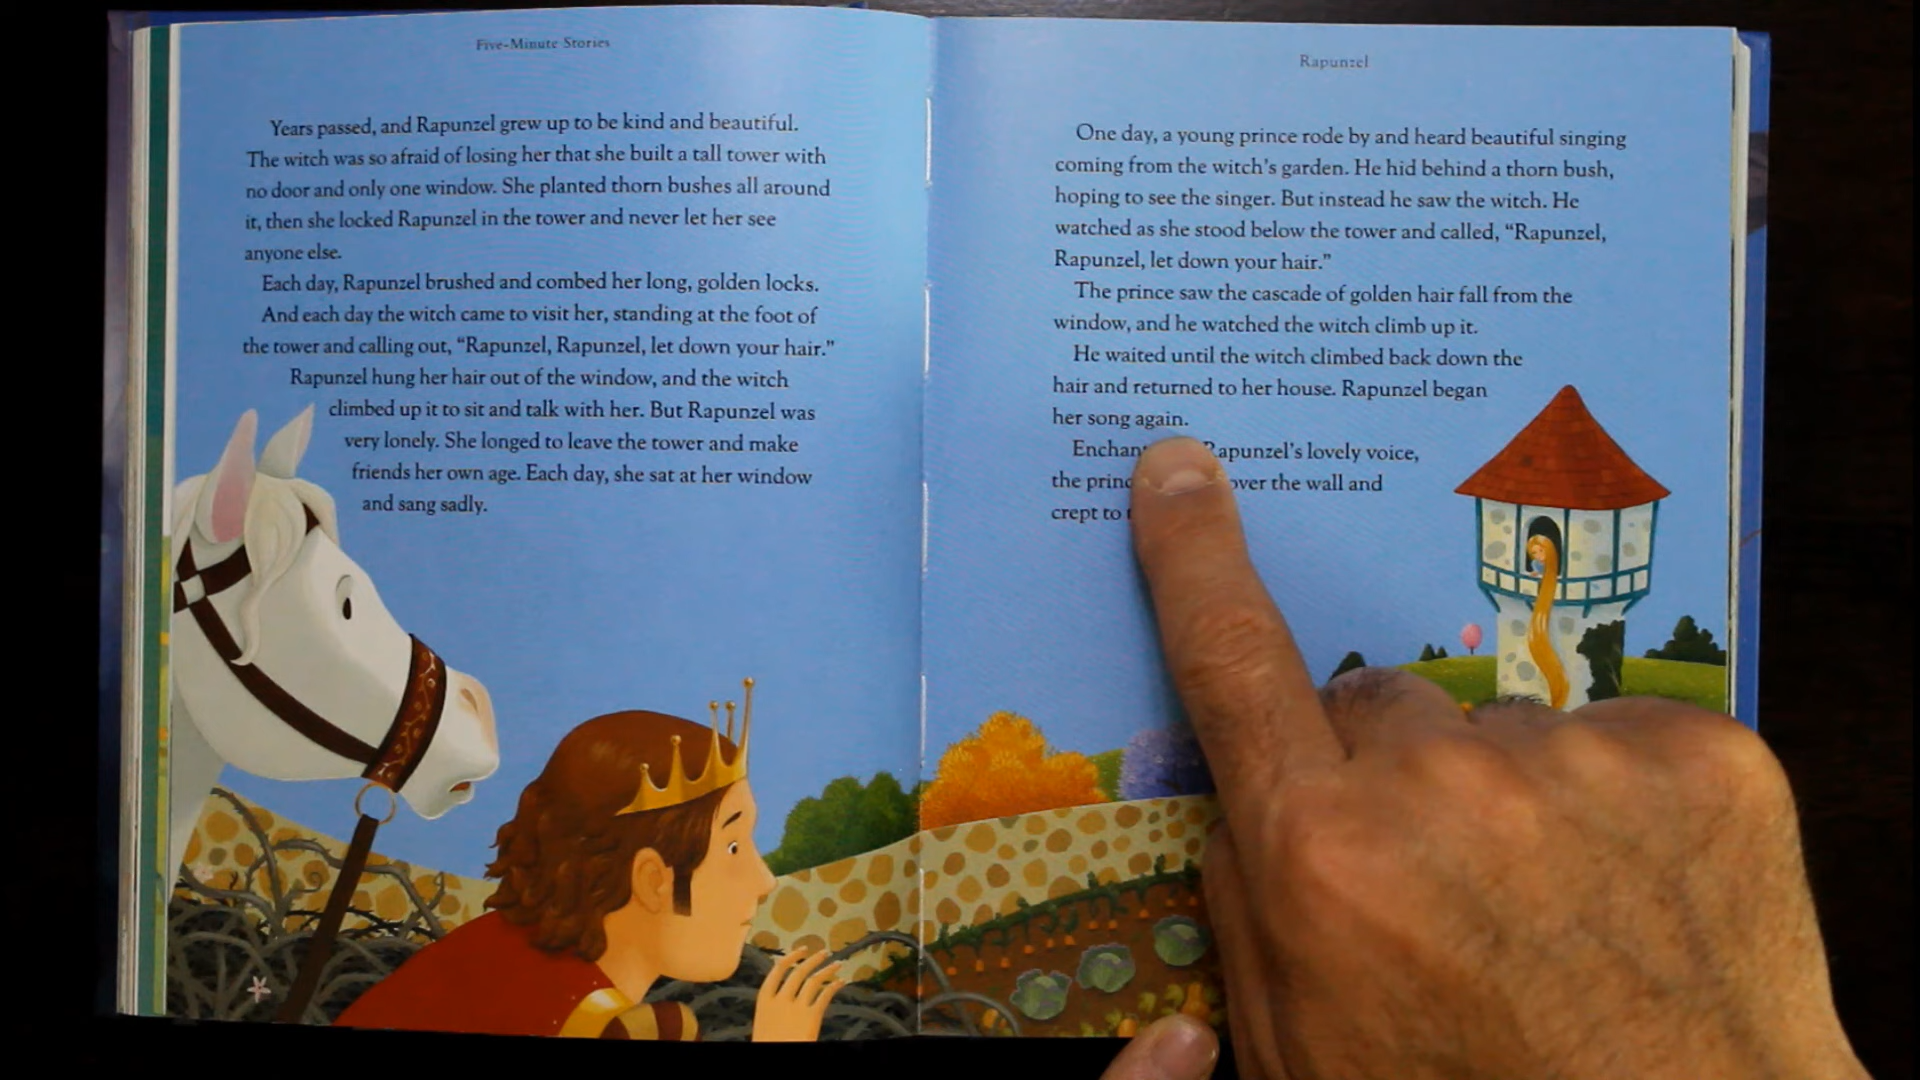 Five-Minute Stories
Years passed, and Rapunzel grew up to be kind and beautiful.
The witch was so afraid of losing her that she built a tall tower with
no door and only one window. She planted thorn bushes all around
it, then she locked Rapunzel in the tower and never let her see
anyone else.
Each day, Rapunzel brushed and combed her long, golden locks.
And each day the witch came to visit her, standing at the foot of
the tower and calling out, “Rapunzel, Rapunzel, let down your hair.”
Rapunzel hung her hair out of the window, and the witch
climbed up it to sit and talk with her. But Rapunzel was
very lonely. She longed to leave the tower and make
friends her own age. Each day, she sat at her window
and sang sadly.
Rapunzel
One day, a young prince rode by and heard beautiful singing
coming from the witch’s garden. He hid behind a thorn bush,
hoping to see the singer. But instead he saw the witch. He
watched as she stood below the tower and called, “Rapunzel,
Rapunzel, let down your hair.”
The prince saw the cascade of golden hair fall from the
window, and he watched the witch climb up it.
He waited until the witch climbed back down the
hair and returned to her house. Rapunzel began
her song again.
Rapunzel’s lovely voice,
the over the wall and
crept to